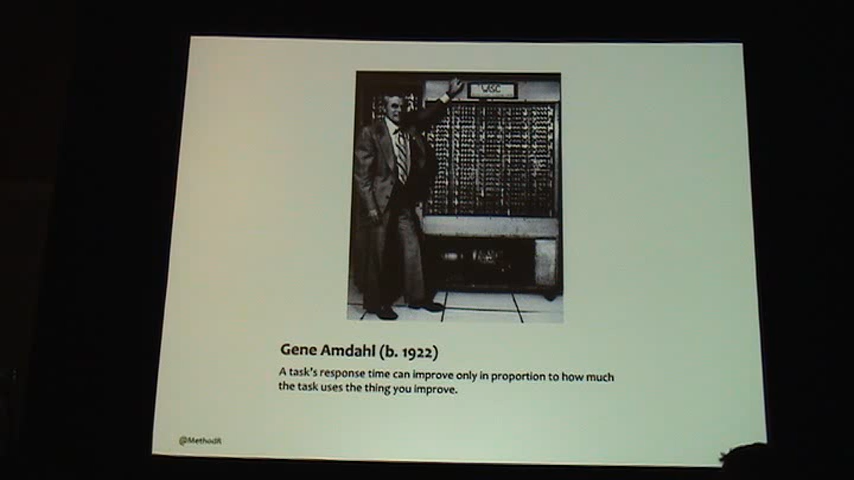 WISC
Gene Amdahl (b. 1922)
A task's response time can improve only in proportion to how much
the task uses the thing you improve.
@MethodR